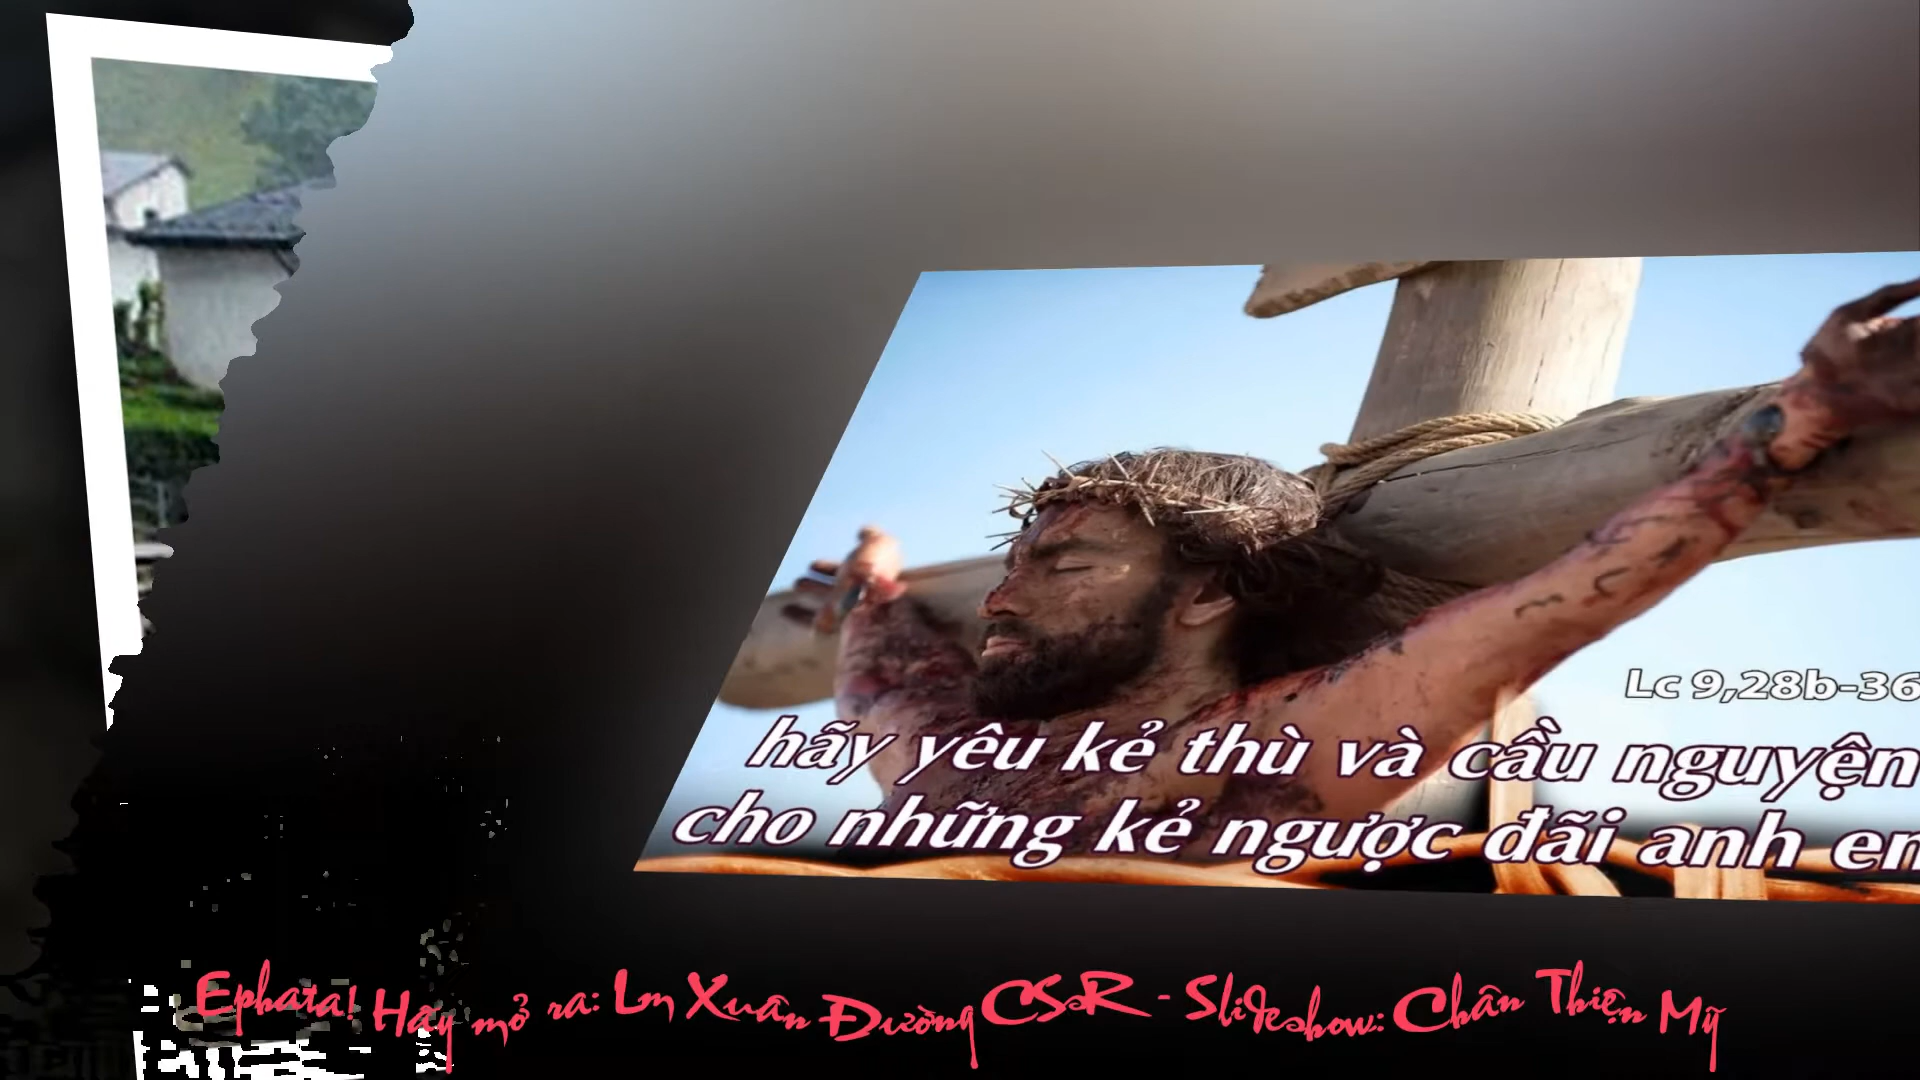 Lc 9,28b-36
hãy yêu kẻ thù và cầu nguyện
cho những kẻ ngược đãi anh en
Ephata! Hãy mở ra: Lm Xuân Đường CSsR - Slideshow: Chân Thiện Mỹ